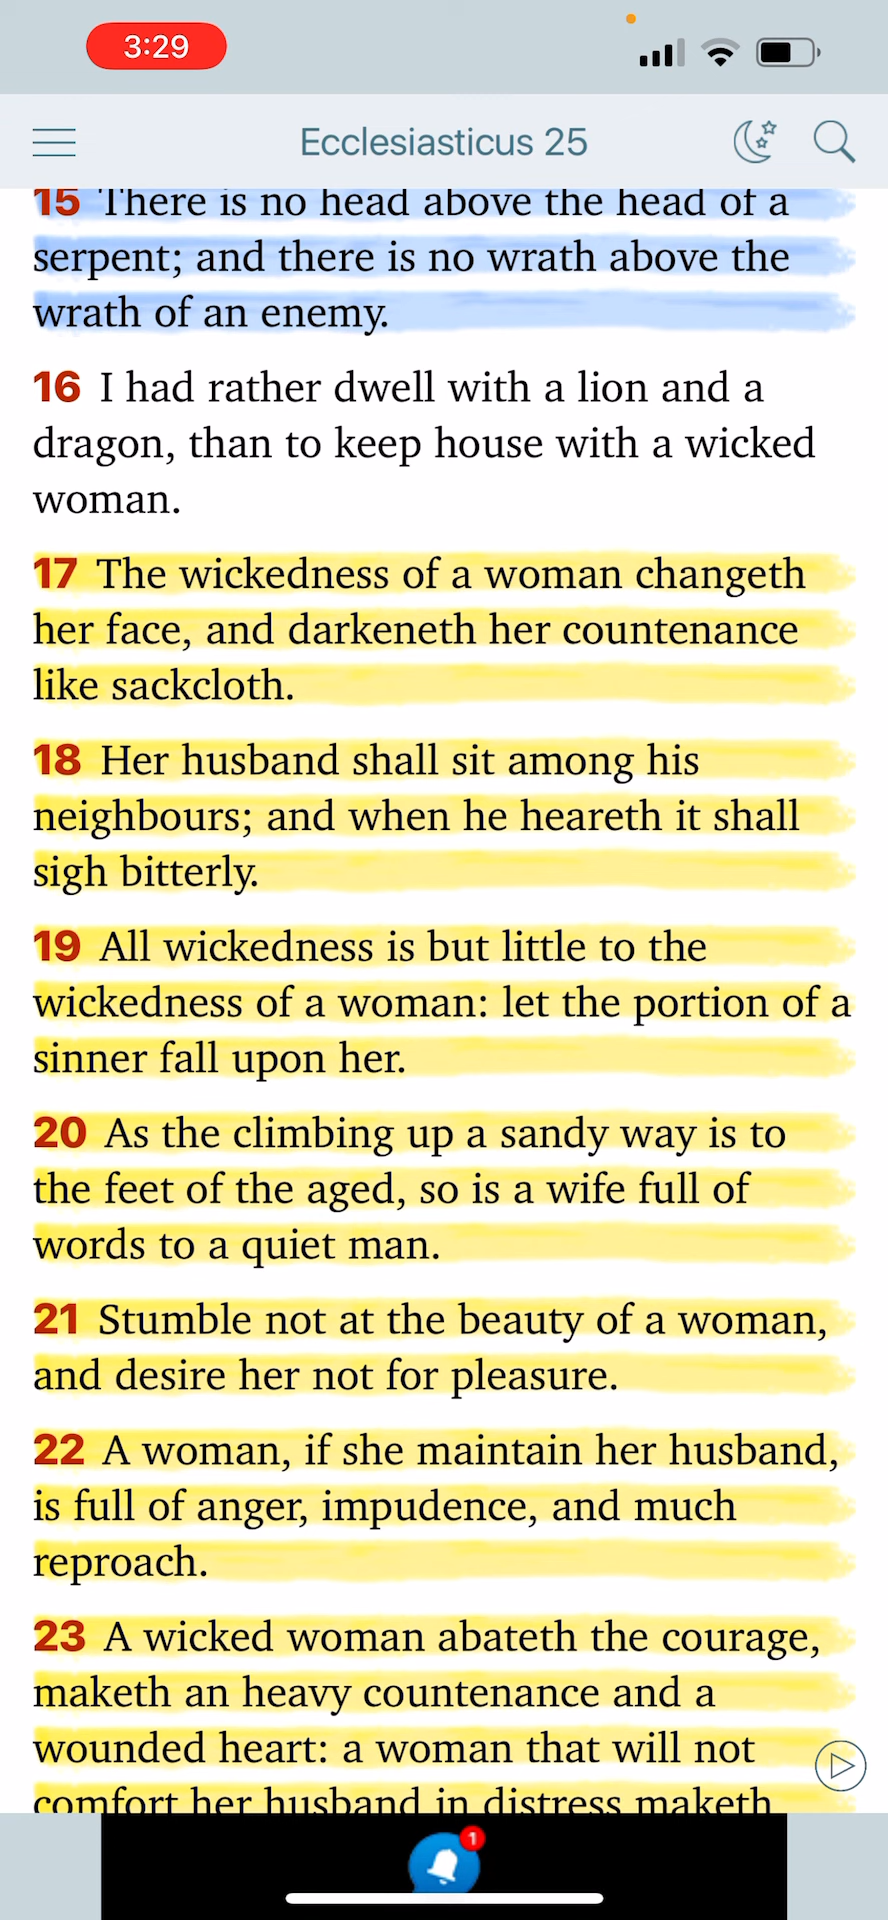 3:29
Ecclesiasticus 25
15 There is no head above the head of a
serpent; and there is no wrath above the
wrath of an enemy.
16 I had rather dwell with a lion and a
dragon, than to keep house with a wicked
woman.
17 The wickedness of a woman changeth
her face, and darkeneth her countenance
like sackcloth.
18 Her husband shall sit among his
neighbours; and when he heareth it shall
sigh bitterly.
19 All wickedness is but little to the
wickedness of a woman: let the portion of a
sinner fall upon her.
20 As the climbing up a sandy way is to
the feet of the aged, so is a wife full of
words to a quiet man.
21 Stumble not at the beauty of a woman,
and desire her not for pleasure.
22 A woman, if she maintain her husband,
is full of anger, impudence, and much
reproach.
23 A wicked woman abateth the courage,
maketh an heavy countenance and a
wounded heart: a woman that will not
comfort her husband in distress maketh
1